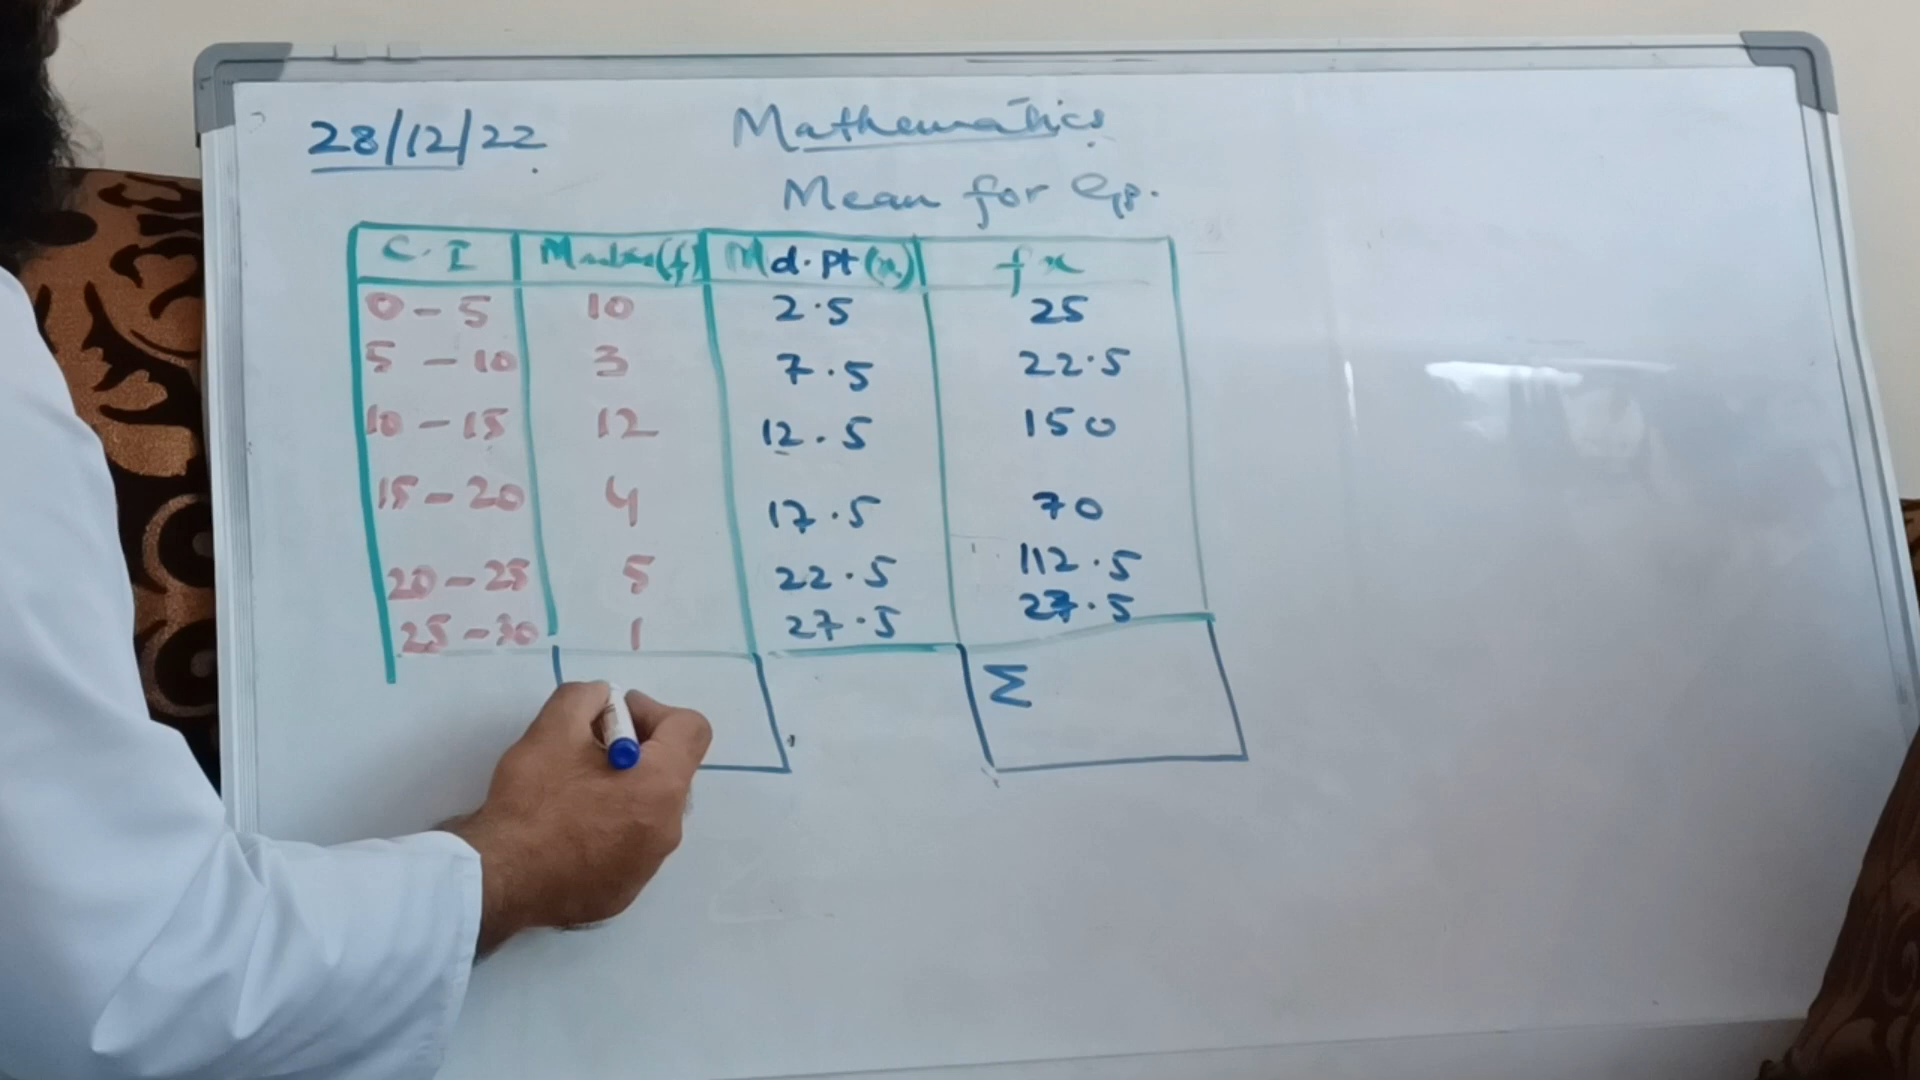 28/12/22.
Mathematics
Mean for Gp.
C.I Marks(f) Md.pt(x) fx
0-5 10 2.5 25
5-10 3 7.5 22.5
10-15 12 12.5 150
15-20 4 17.5 70
20-25 5 22.5 112.5
25-30 1 27.5 27.5
Σ